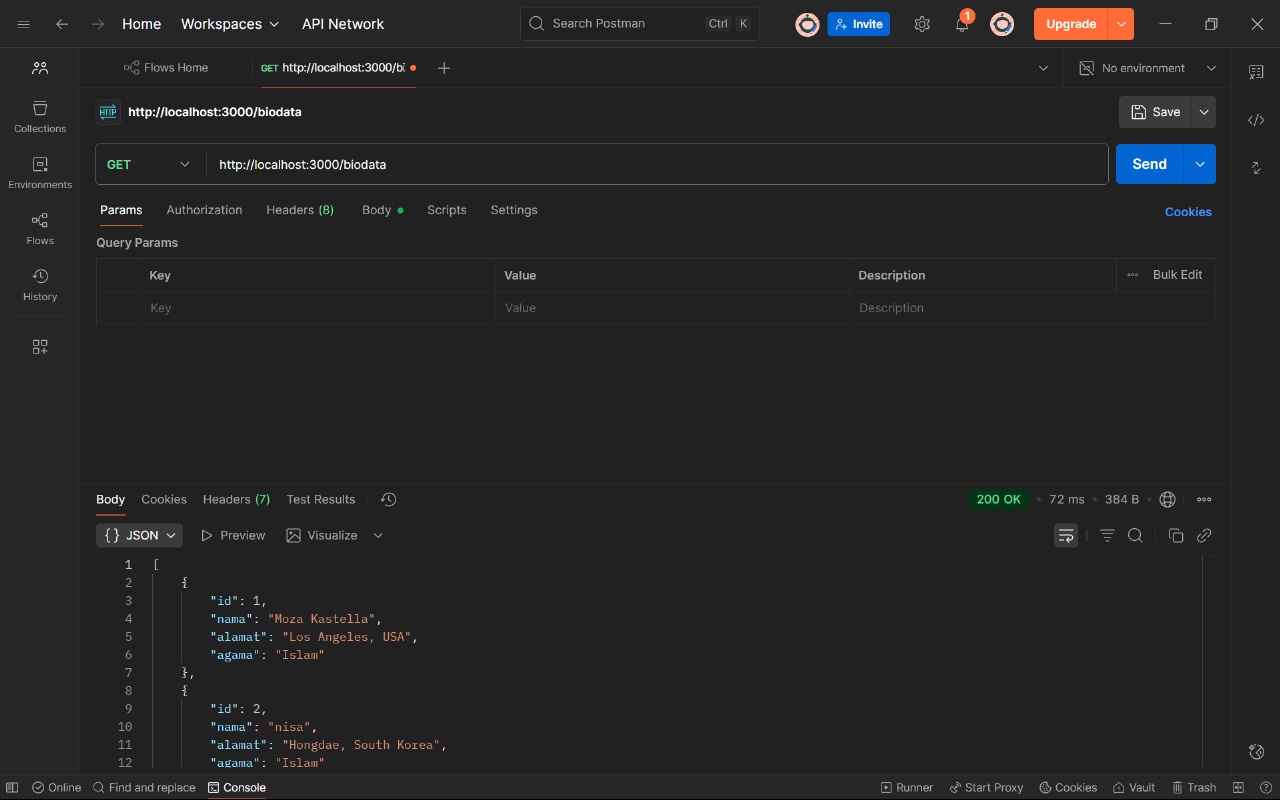 Home Workspaces API Network Search Postman Ctrl K Invite 1 Upgrade
Flows Home GET http://localhost:3000/bi No environment
Collections
Environments
Flows
History
HTTP http://localhost:3000/biodata Save
GET http://localhost:3000/biodata Send
Params Authorization Headers (8) Body Scripts Settings Cookies
Query Params
Key Value Description Bulk Edit
Key Value Description
Body Cookies Headers (7) Test Results 200 OK 72 ms 384 B
{} JSON Preview Visualize
1 [
2 {
3 "id": 1,
4 "nama": "Moza Kastella",
5 "alamat": "Los Angeles, USA",
6 "agama": "Islam"
7 },
8 {
9 "id": 2,
10 "nama": "nisa",
11 "alamat": "Hongdae, South Korea",
12 "agama": "Islam"
Online Find and replace Console Runner Start Proxy Cookies Vault Trash